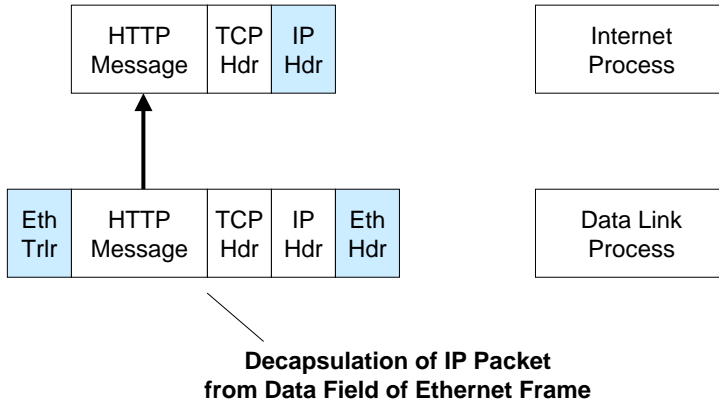 HTTP Message
TCP Hdr
IP Hdr
Internet Process
Eth Trlr
HTTP Message
TCP Hdr
IP Hdr
Eth Hdr
Data Link Process
Decapsulation of IP Packet
from Data Field of Ethernet Frame